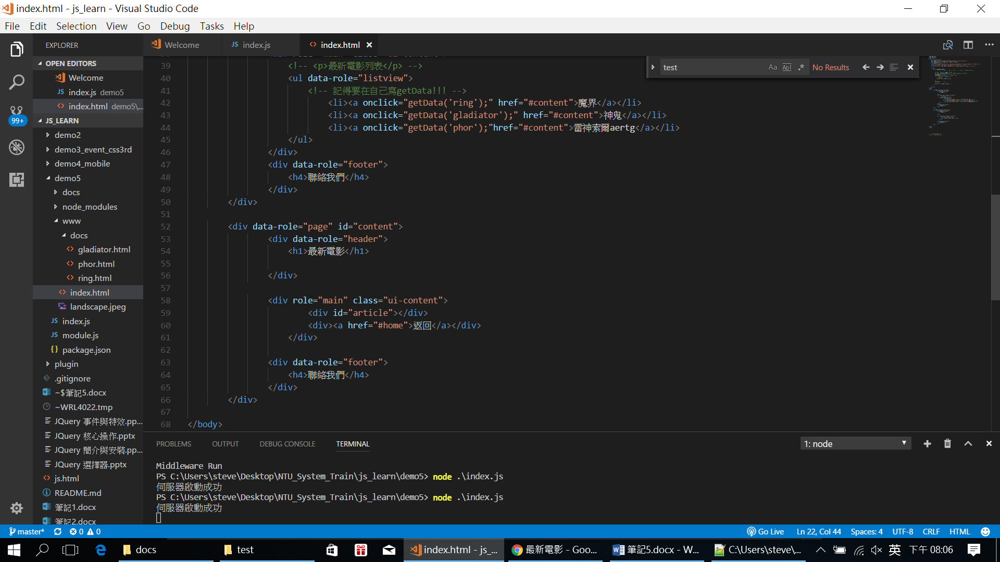 index.html - js_learn - Visual Studio Code
File Edit Selection View Go Debug Tasks Help
EXPLORER
Welcome
index.js
index.html
OPEN EDITORS
Welcome
index.js demo5
index.html demo5\...
99+
JS_LEARN
demo2
demo3_event_css3rd
demo4_mobile
demo5
docs
node_modules
www
docs
gladiator.html
phor.html
ring.html
index.html
landscape.jpeg
index.js
module.js
package.json
plugin
.gitignore
~$筆記5.docx
~WRL4022.tmp
JQuery 事件與特效.pp...
JQuery 核心操作.pptx
JQuery 簡介與安裝.pp...
JQuery 選擇器.pptx
js.html
README.md
筆記1.docx
筆記2.docx
test
Aa Abl .* No Results
39 <!-- <p>最新電影列表</p> -->
40 <ul data-role="listview">
41 <!-- 記得要在自己寫getData!!! -->
42 <li><a onclick="getData('ring');" href="#content">魔界</a></li>
43 <li><a onclick="getData('gladiator');" href="#content">神鬼</a></li>
44 <li><a onclick="getData('phor');"href="#content">雷神索爾aertg</a></li>
45 </ul>
46 </div>
47 <div data-role="footer">
48 <h4>聯絡我們</h4>
49 </div>
50 </div>
51
52 <div data-role="page" id="content">
53 <div data-role="header">
54 <h1>最新電影</h1>
55
56 </div>
57
58 <div role="main" class="ui-content">
59 <div id="article"></div>
60 <div><a href="#home">返回</a></div>
61 </div>
62
63 <div data-role="footer">
64 <h4>聯絡我們</h4>
65 </div>
66 </div>
67
68 </body>
PROBLEMS OUTPUT DEBUG CONSOLE TERMINAL
1: node
Middleware Run
PS C:\Users\steve\Desktop\NTU_System_Train\js_learn\demo5> node .\index.js
伺服器啟動成功
PS C:\Users\steve\Desktop\NTU_System_Train\js_learn\demo5> node .\index.js
伺服器啟動成功
master* 0 0
Go Live Ln 22, Col 44 Spaces: 4 UTF-8 CRLF HTML
docs
test
index.html - js_...
最新電影 - Goo...
筆記5.docx - W...
C:\Users\steve\...
英
下午 08:06